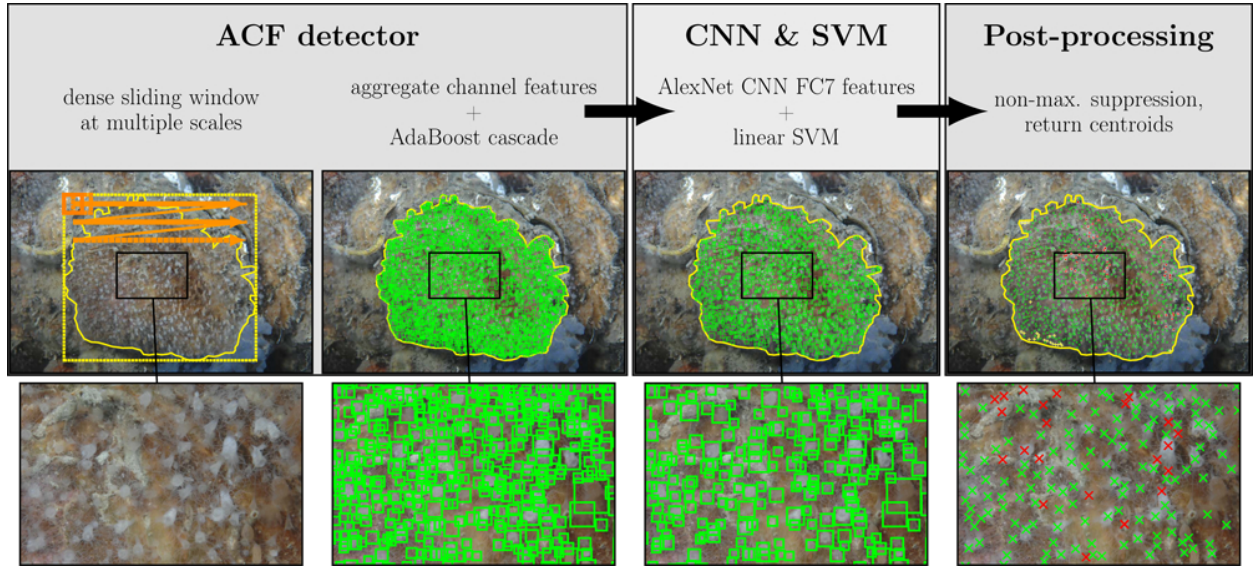 ACF detector
dense sliding window
at multiple scales
aggregate channel features
+
AdaBoost cascade
CNN & SVM
AlexNet CNN FC7 features
+
linear SVM
Post-processing
non-max. suppression,
return centroids